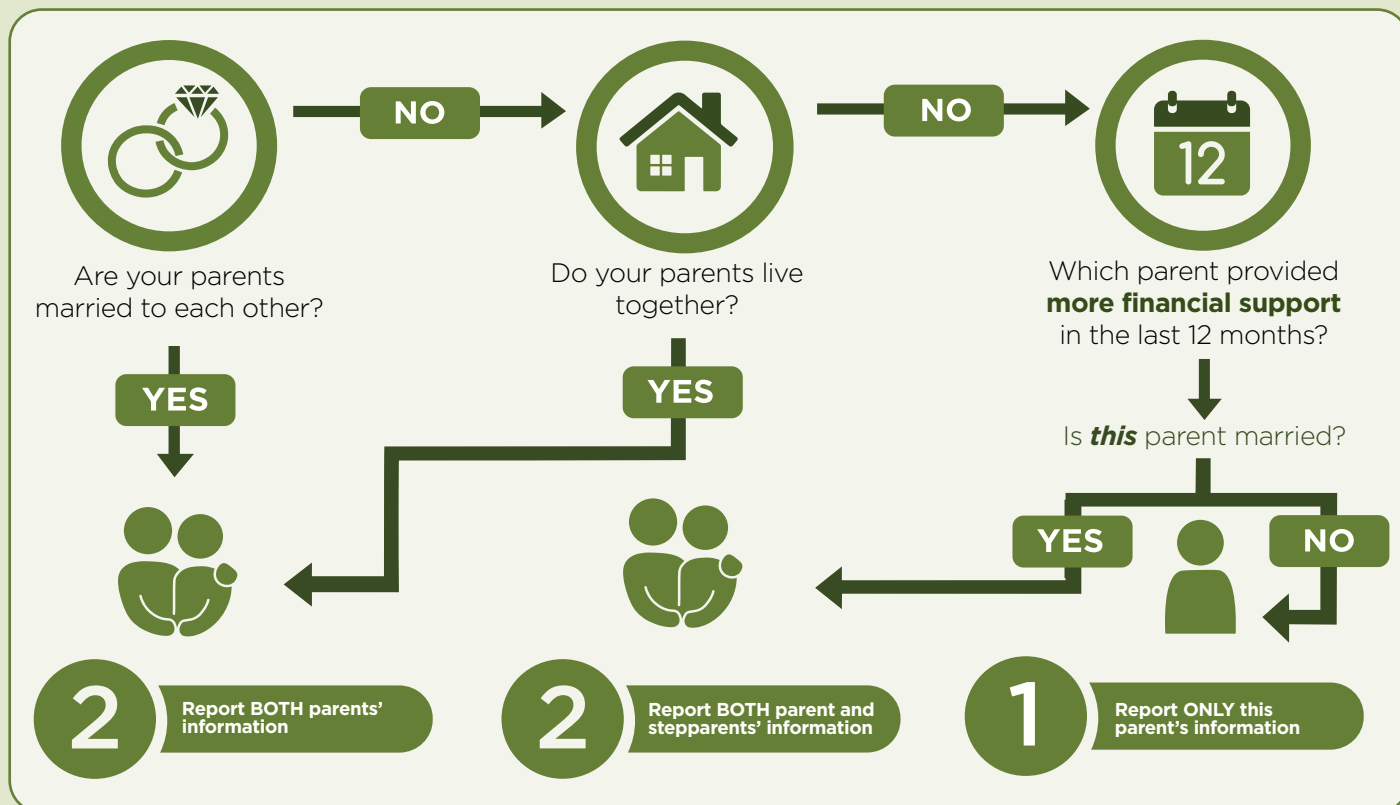 NO
NO
12
Are your parents
married to each other?
Do your parents live
together?
Which parent provided
more financial support
in the last 12 months?
YES
YES
Is this parent married?
YES
NO
2
Report BOTH parents’
information
2
Report BOTH parent and
stepparents’ information
1
Report ONLY this
parent’s information